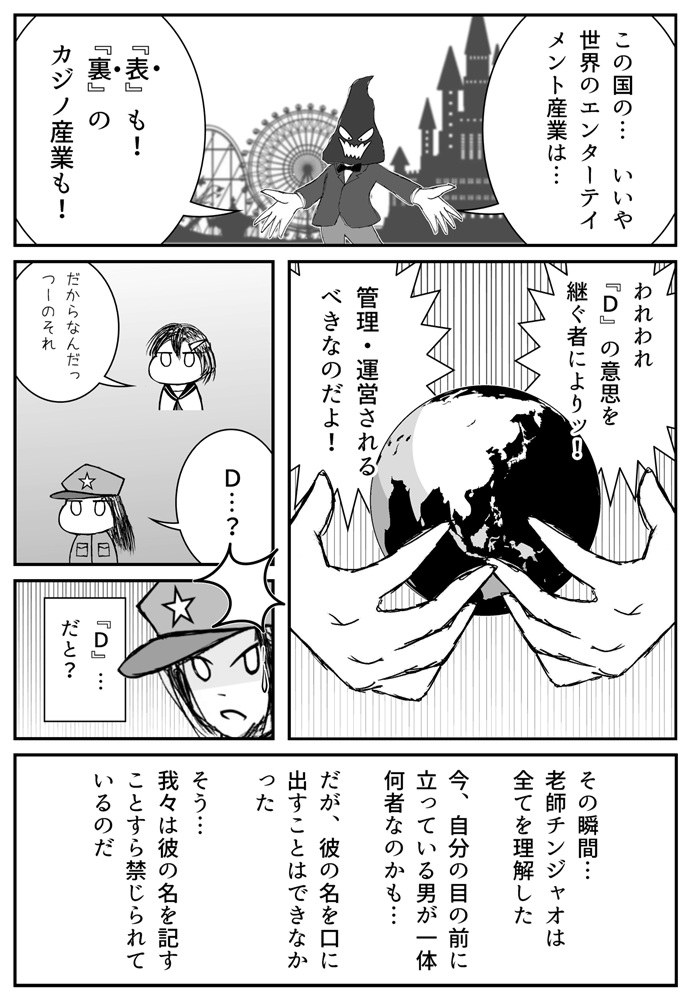 この国の… いいや
世界のエンターテイ
メント産業は…
『表』も！
『裏』の
カジノ産業も！
われわれ
『D』の意思を
継ぐ者によりッ！
管理・運営される
べきなのだよ！
だからなんだっ
つーのそれ
D…？
『D』…
だと？
その瞬間…
老師チンジャオは
全てを理解した
今、自分の目の前に
立っている男が一体
何者なのかも…
だが、彼の名を口に
出すことはできなか
った
そう…
我々は彼の名を記す
ことすら禁じられて
いるのだ